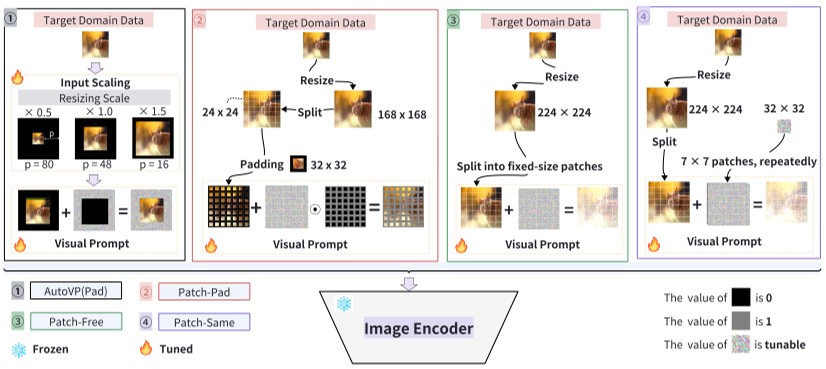 ①
Target Domain Data
Input Scaling
Resizing Scale
× 0.5
× 1.0
× 1.5
p
p = 80
p = 48
p = 16
+
=
Visual Prompt
②
Target Domain Data
Resize
24 x 24
Split
168 x 168
Padding
32 x 32
+
=
Visual Prompt
③
Target Domain Data
Resize
224 × 224
Split into fixed-size patches
+
=
Visual Prompt
④
Target Domain Data
Resize
224 × 224
32 × 32
Split
7 × 7 patches, repeatedly
+
=
Visual Prompt
① AutoVP(Pad)
② Patch-Pad
③ Patch-Free
④ Patch-Same
Frozen
Tuned
Image Encoder
The value of is 0
The value of is 1
The value of is tunable